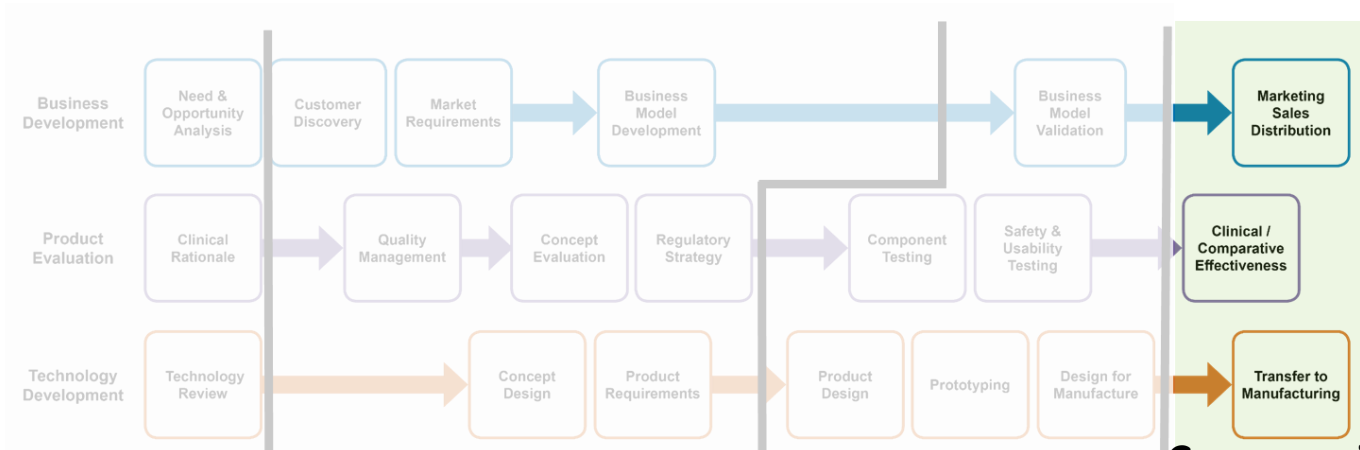 Business
Development
Need &
Opportunity
Analysis
Customer
Discovery
Market
Requirements
Business
Model
Development
Business
Model
Validation
Marketing
Sales
Distribution
Product
Evaluation
Clinical
Rationale
Quality
Management
Concept
Evaluation
Regulatory
Strategy
Component
Testing
Safety &
Usability
Testing
Clinical /
Comparative
Effectiveness
Technology
Development
Technology
Review
Concept
Design
Product
Requirements
Product
Design
Prototyping
Design for
Manufacture
Transfer to
Manufacturing